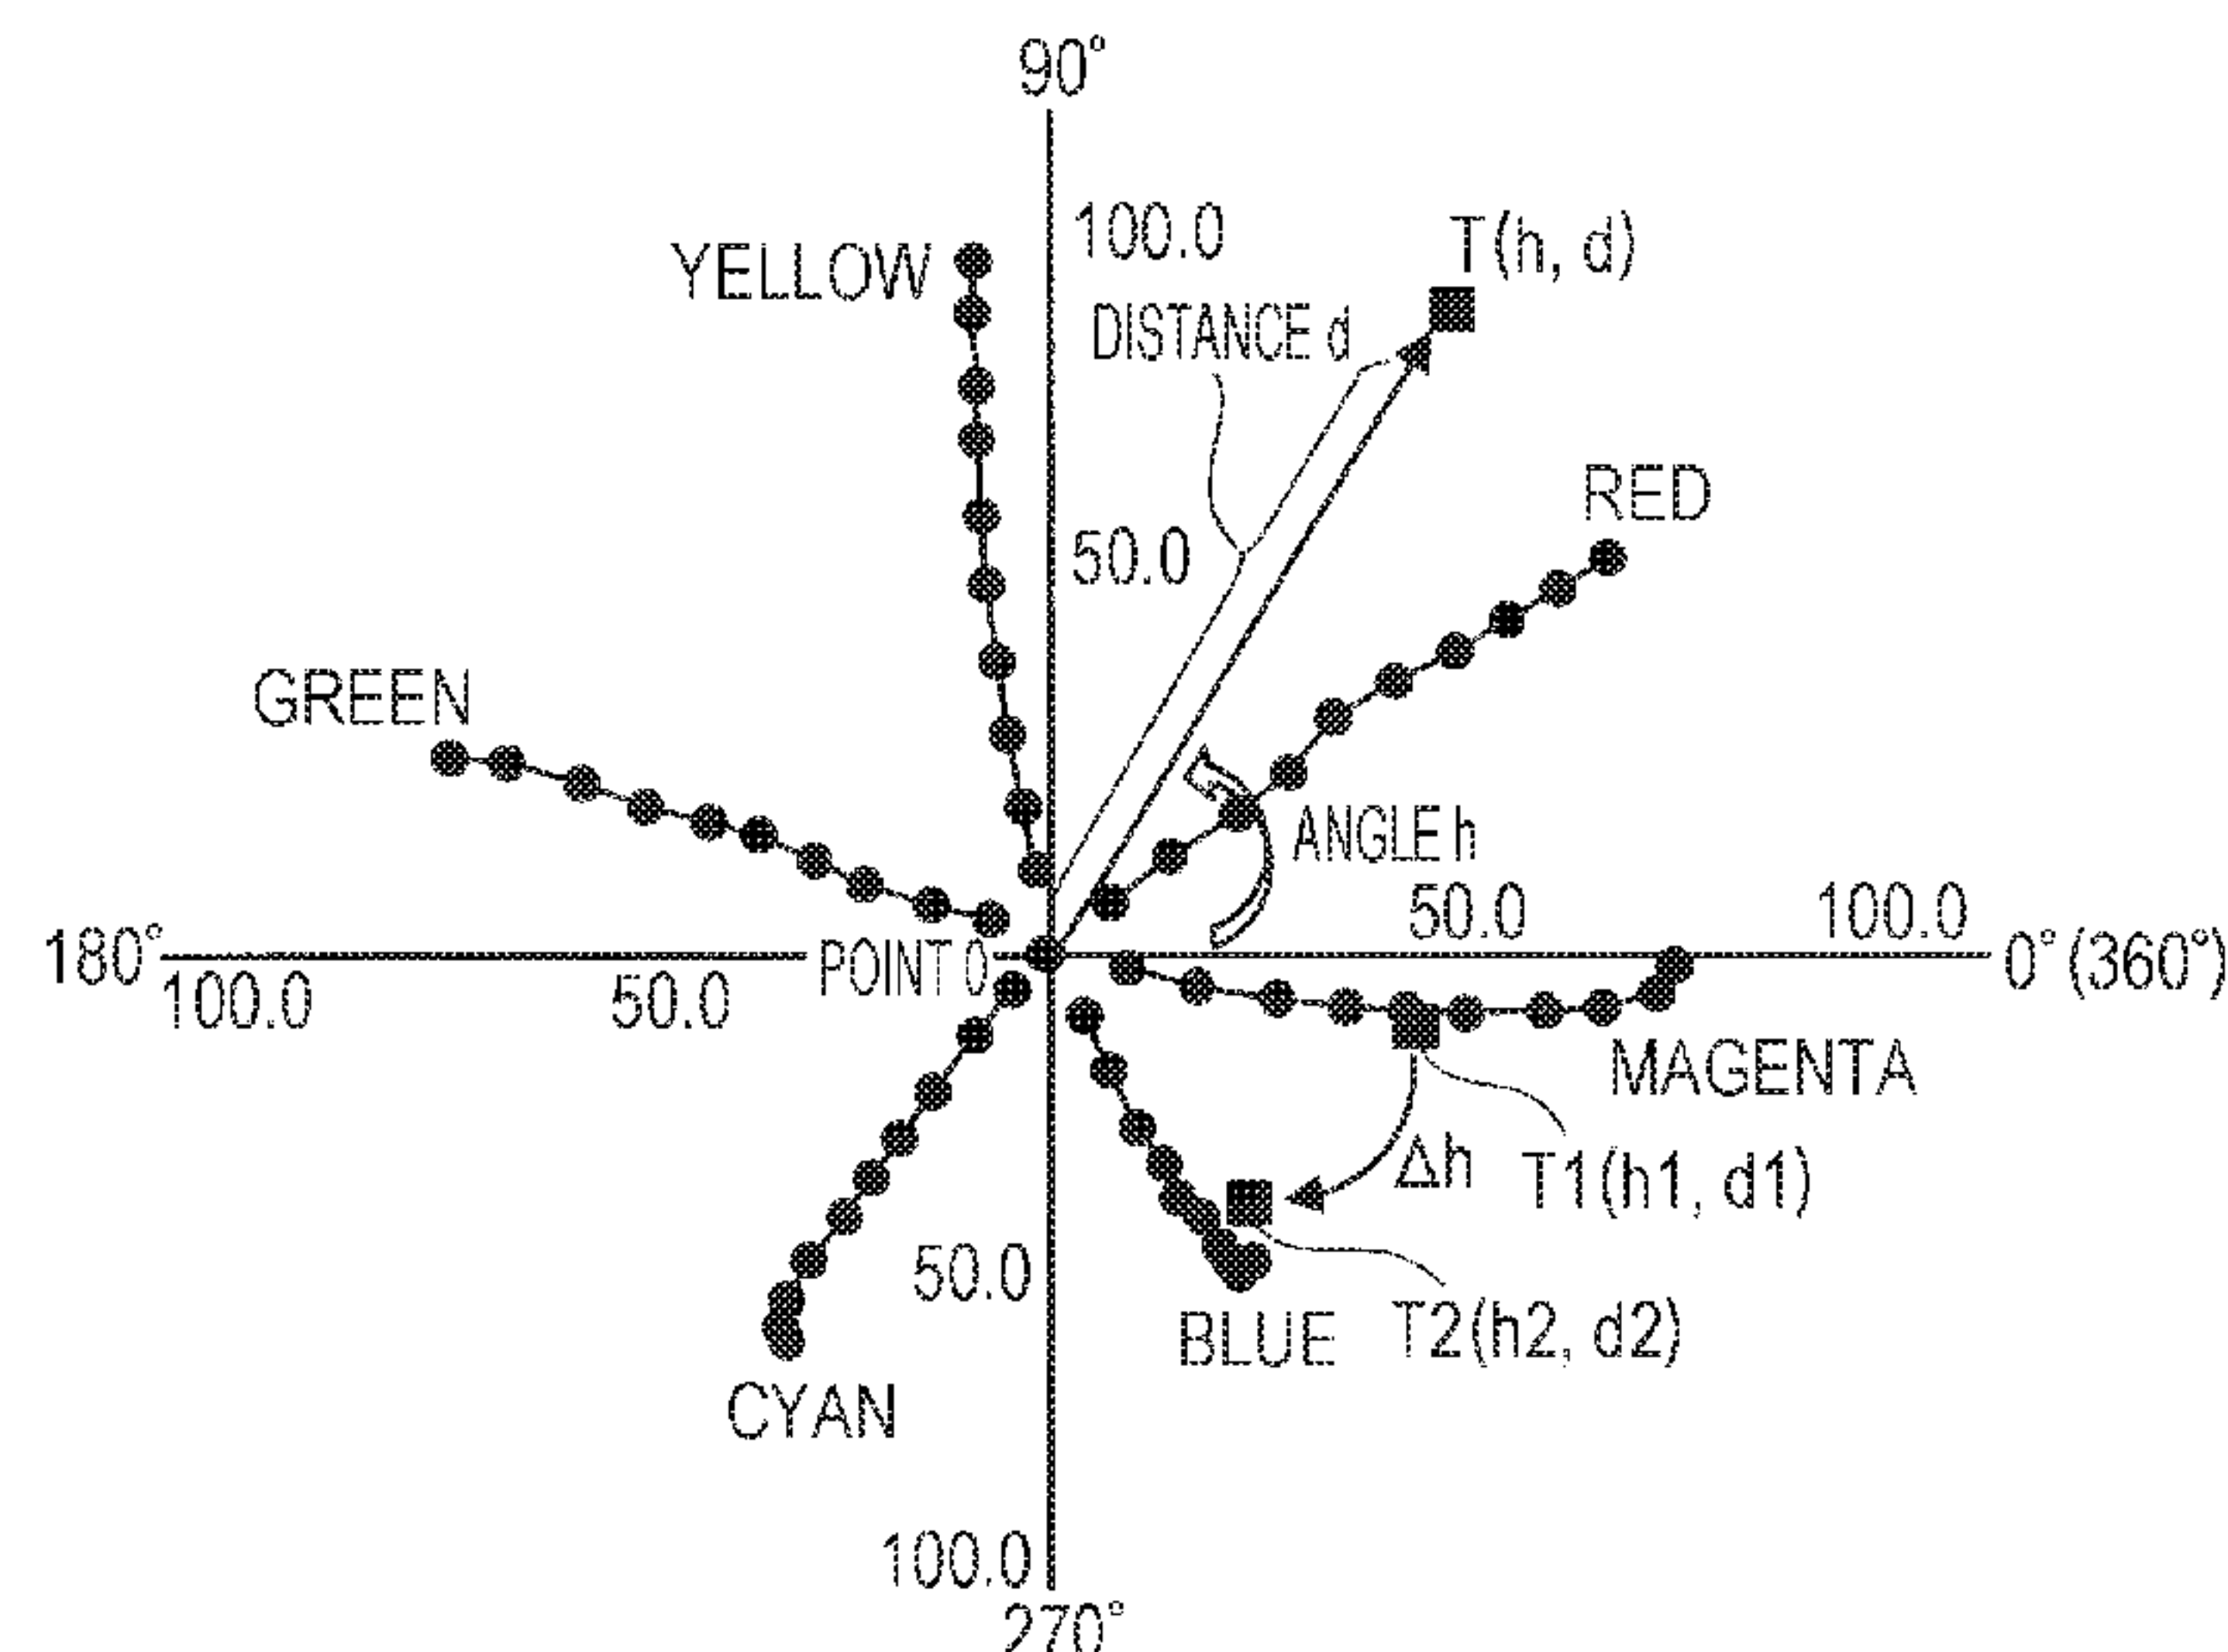 90°
100.0
T(h, d)
YELLOW
DISTANCE d
RED
50.0
GREEN
ANGLE h
50.0
100.0
180°
POINT 0
0° (360°)
100.0
50.0
MAGENTA
Δh
T1(h1, d1)
50.0
BLUE
T2(h2, d2)
CYAN
100.0
270°